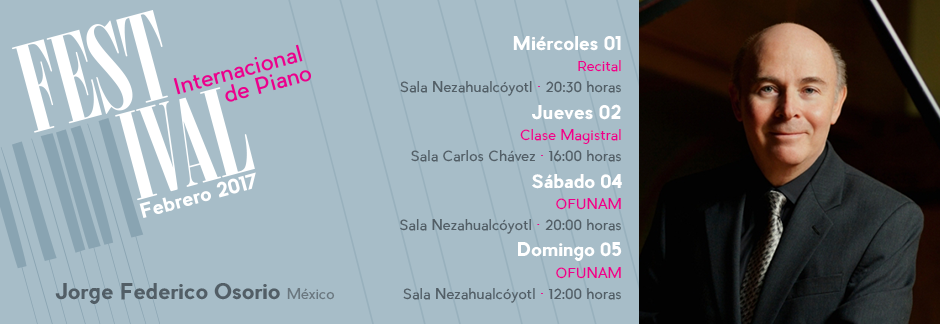 FEST
IVAL
Internacional
de Piano
Febrero 2017
Jorge Federico Osorio México
Miércoles 01
Recital
Sala Nezahualcóyotl · 20:30 horas
Jueves 02
Clase Magistral
Sala Carlos Chávez · 16:00 horas
Sábado 04
OFUNAM
Sala Nezahualcóyotl · 20:00 horas
Domingo 05
OFUNAM
Sala Nezahualcóyotl · 12:00 horas